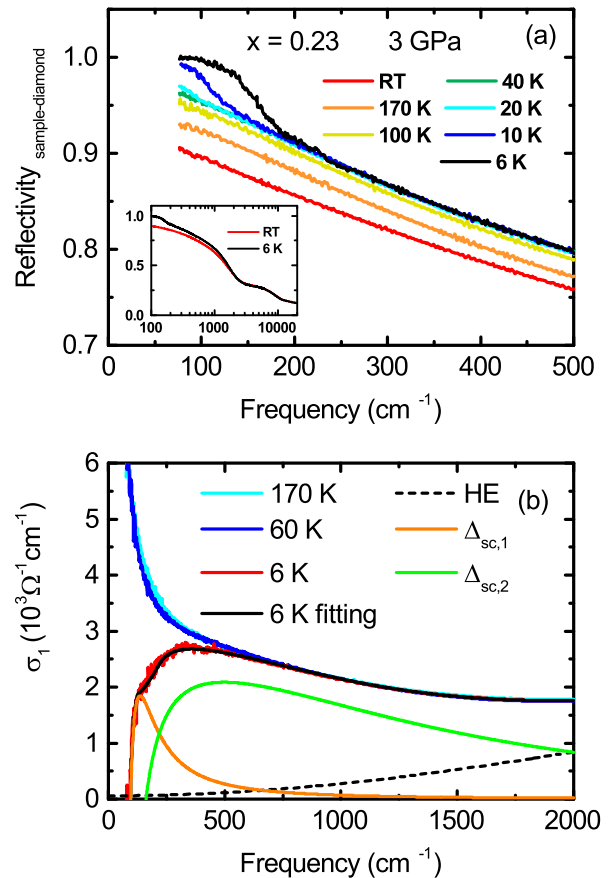 x = 0.23 3 GPa (a)
RT 40 K
170 K 20 K
100 K 10 K
6 K
1.0
0.9
0.8
0.7
Reflectivity sample-diamond
1.0
0.5
0.0
RT
6 K
100 1000 10000
0 100 200 300 400 500
Frequency (cm -1)
6
5
4
3
2
1
0
σ1 (10³Ω⁻¹cm⁻¹)
170 K HE (b)
60 K Δsc,1
6 K Δsc,2
6 K fitting
0 500 1000 1500 2000
Frequency (cm -1)